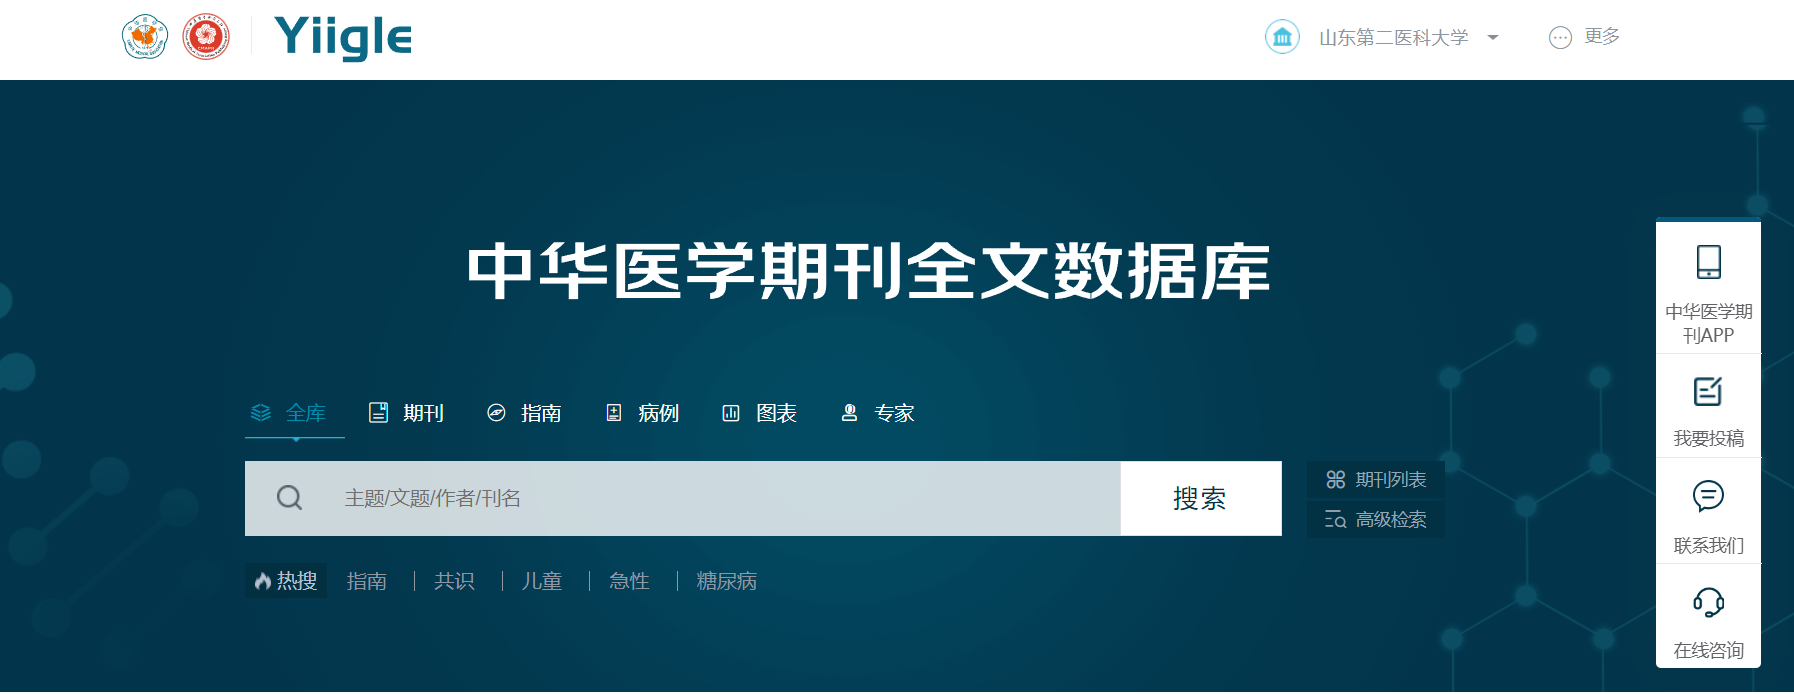 Yiigle
山东第二医科大学
更多
中华医学期刊全文数据库
全库 期刊 指南 病例 图表 专家
主题/文题/作者/刊名
搜索
期刊列表
高级检索
热搜 指南 | 共识 | 儿童 | 急性 | 糖尿病
中华医学期
刊APP
我要投稿
联系我们
在线咨询